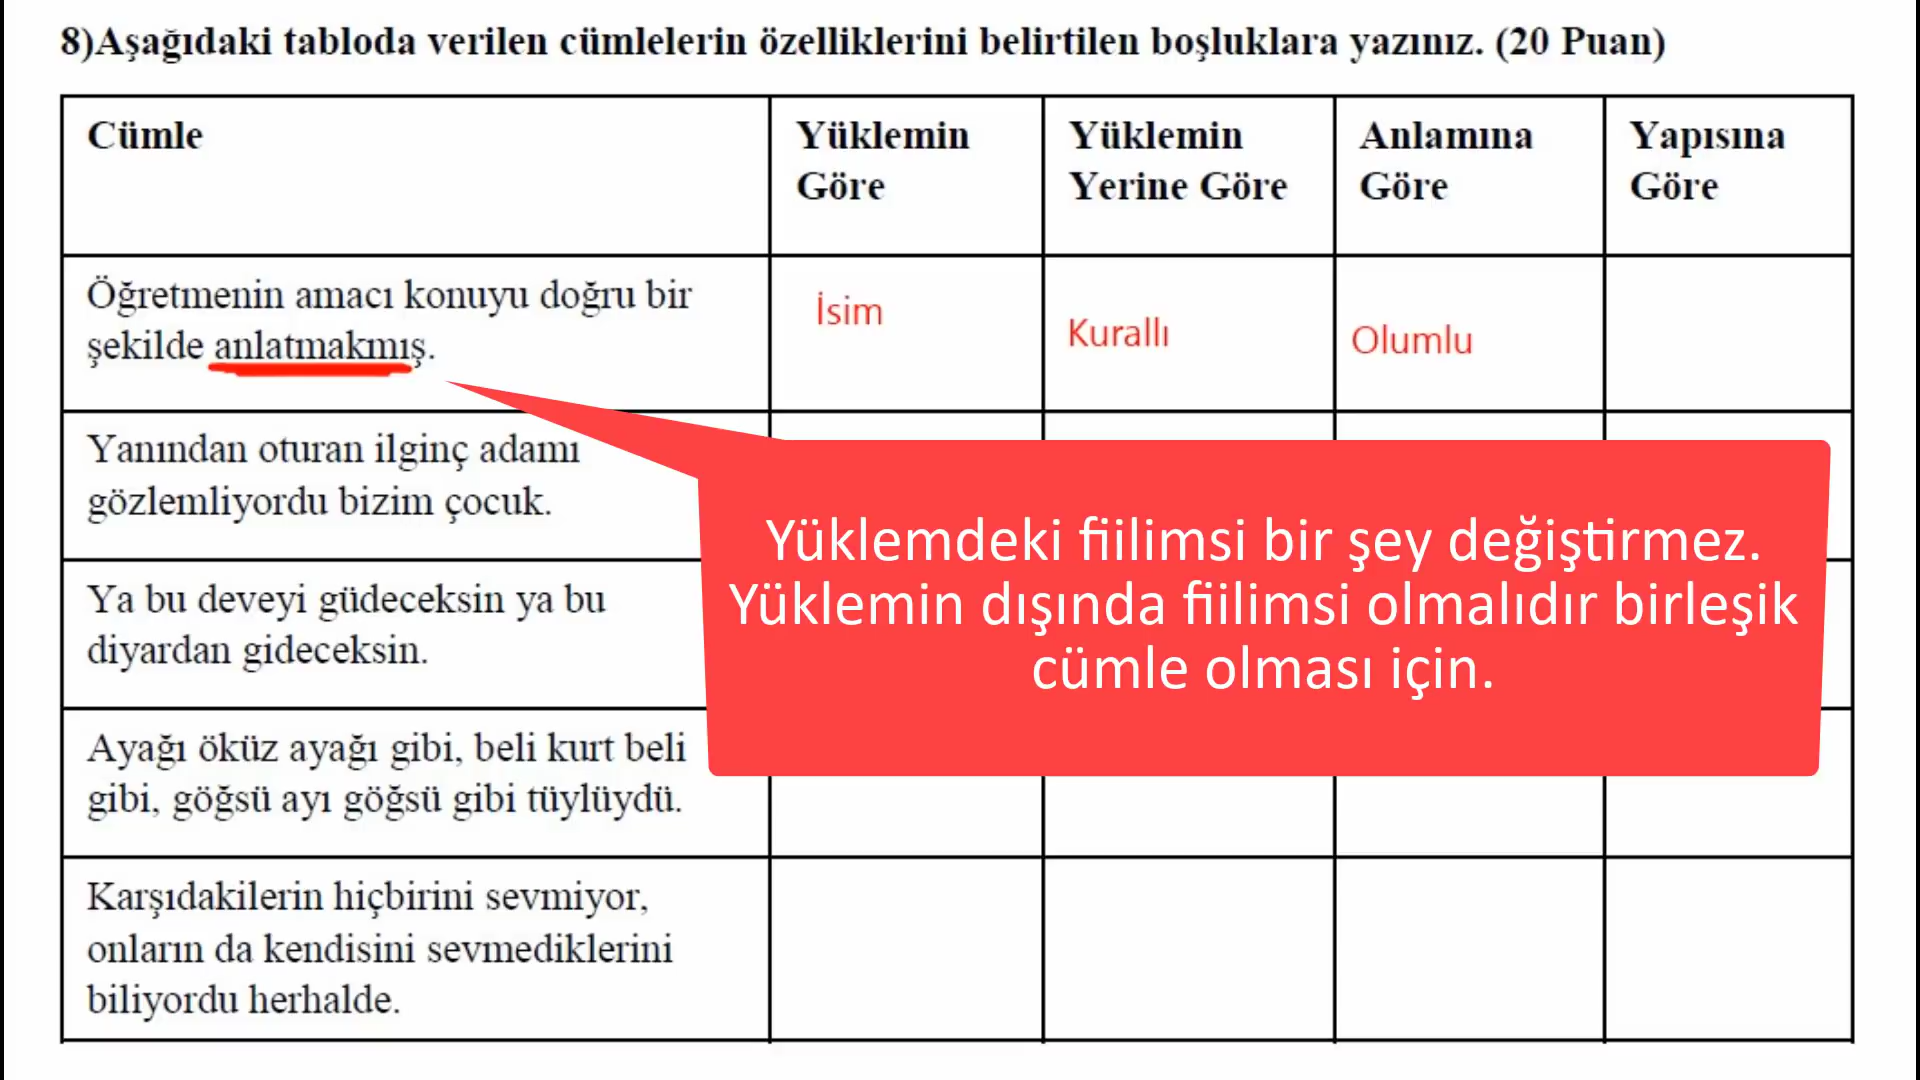 8)Aşağıdaki tabloda verilen cümlelerin özelliklerini belirtilen boşluklara yazınız. (20 Puan)
Cümle
Yüklemin
Göre
Yüklemin
Yerine Göre
Anlamına
Göre
Yapısına
Göre
Öğretmenin amacı konuyu doğru bir
şekilde anlatmakmış.
İsim
Kurallı
Olumlu
Yanından oturan ilginç adamı
gözlemliyordu bizim çocuk.
Yüklemdeki fiilimsi bir şey değiştirmez.
Yüklemin dışında fiilimsi olmalıdır birleşik
cümle olması için.
Ya bu deveyi güdeceksin ya bu
diyardan gideceksin.
Ayağı öküz ayağı gibi, beli kurt beli
gibi, göğsü ayı göğsü gibi tüylüydü.
Karşıdakilerin hiçbirini sevmiyor,
onların da kendisini sevmediklerini
biliyordu herhalde.